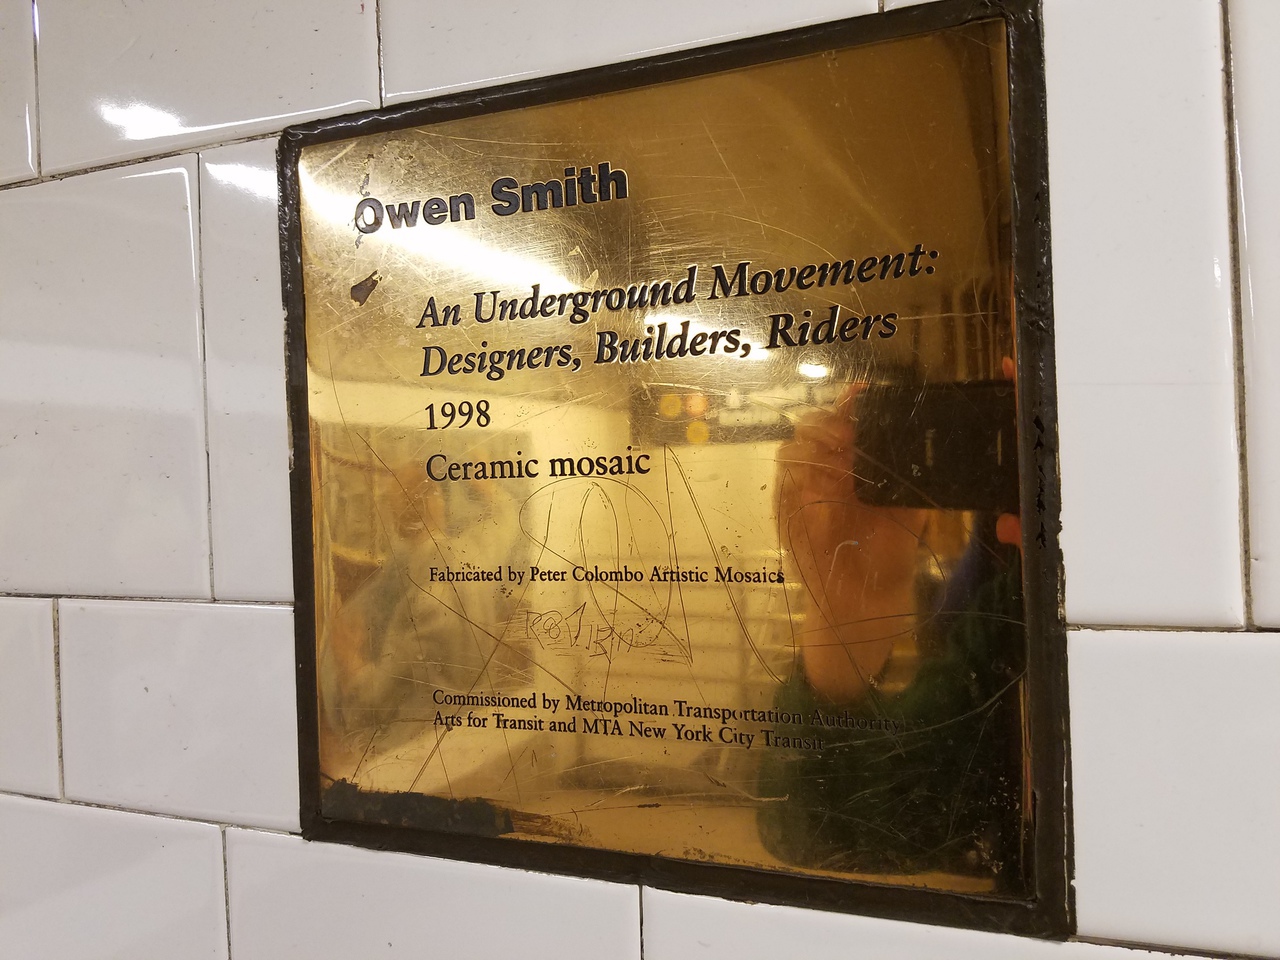 Owen Smith
An Underground Movement:
Designers, Builders, Riders
1998
Ceramic mosaic
Fabricated by Peter Colombo Artistic Mosaics
Commissioned by Metropolitan Transportation Authority
Arts for Transit and MTA New York City Transit